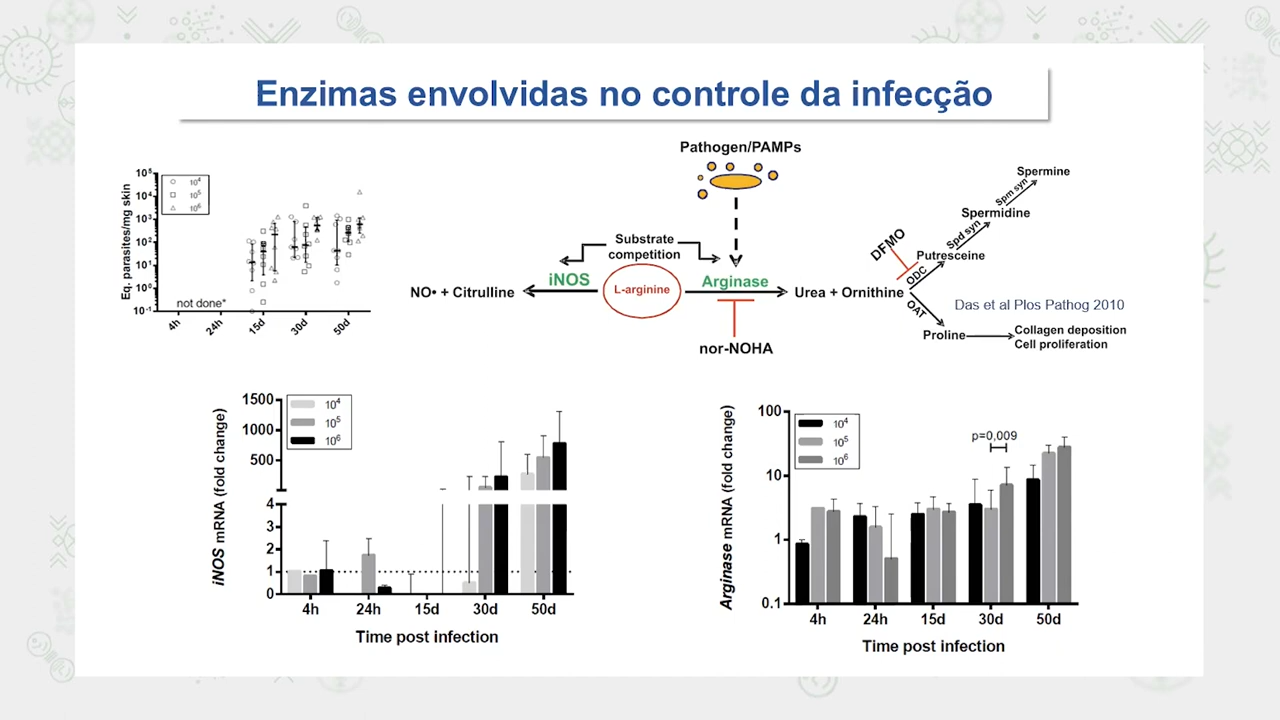 Enzimas envolvidas no controle da infecção
Eq. parasites/mg skin
10⁵
10⁴
10³
10²
10¹
10⁰
10⁻¹
10⁴
10⁵
10⁶
not done*
4h
24h
15d
30d
50d
Pathogen/PAMPs
Substrate
competition
iNOS
L-arginine
Arginase
NO• + Citrulline
Urea + Ornithine
nor-NOHA
DFMO
ODC
OAT
Putresceine
Spd syn
Spermidine
Spm syn
Spermine
Das et al Plos Pathog 2010
Proline
Collagen deposition
Cell proliferation
iNOS mRNA (fold change)
1500
1000
500
4
3
2
1
0
10⁴
10⁵
10⁶
4h
24h
15d
30d
50d
Time post infection
Arginase mRNA (fold change)
100
10
1
0.1
10⁴
10⁵
10⁶
p=0,009
4h
24h
15d
30d
50d
Time post infection